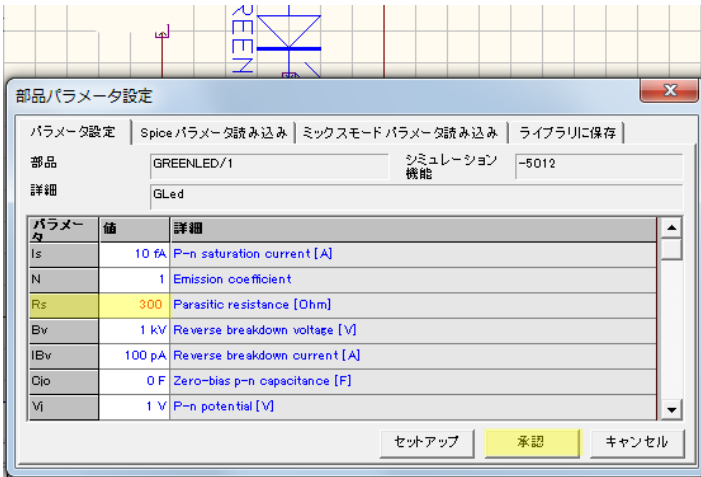 REEN
部品パラメータ設定
x
パラメータ設定 Spice パラメータ読み込み ミックスモード パラメータ読み込み ライブラリに保存
部品 GREENLED/1 シミュレーション機能 -5012
詳細 GLed
パラメータ 値 詳細
Is 10 fA P-n saturation current [A]
N 1 Emission coefficient
Rs 300 Parasitic resistance [Ohm]
Bv 1 kV Reverse breakdown voltage [V]
IBv 100 pA Reverse breakdown current [A]
Cjo 0 F Zero-bias p-n capacitance [F]
Vj 1 V P-n potential [V]
セットアップ 承認 キャンセル